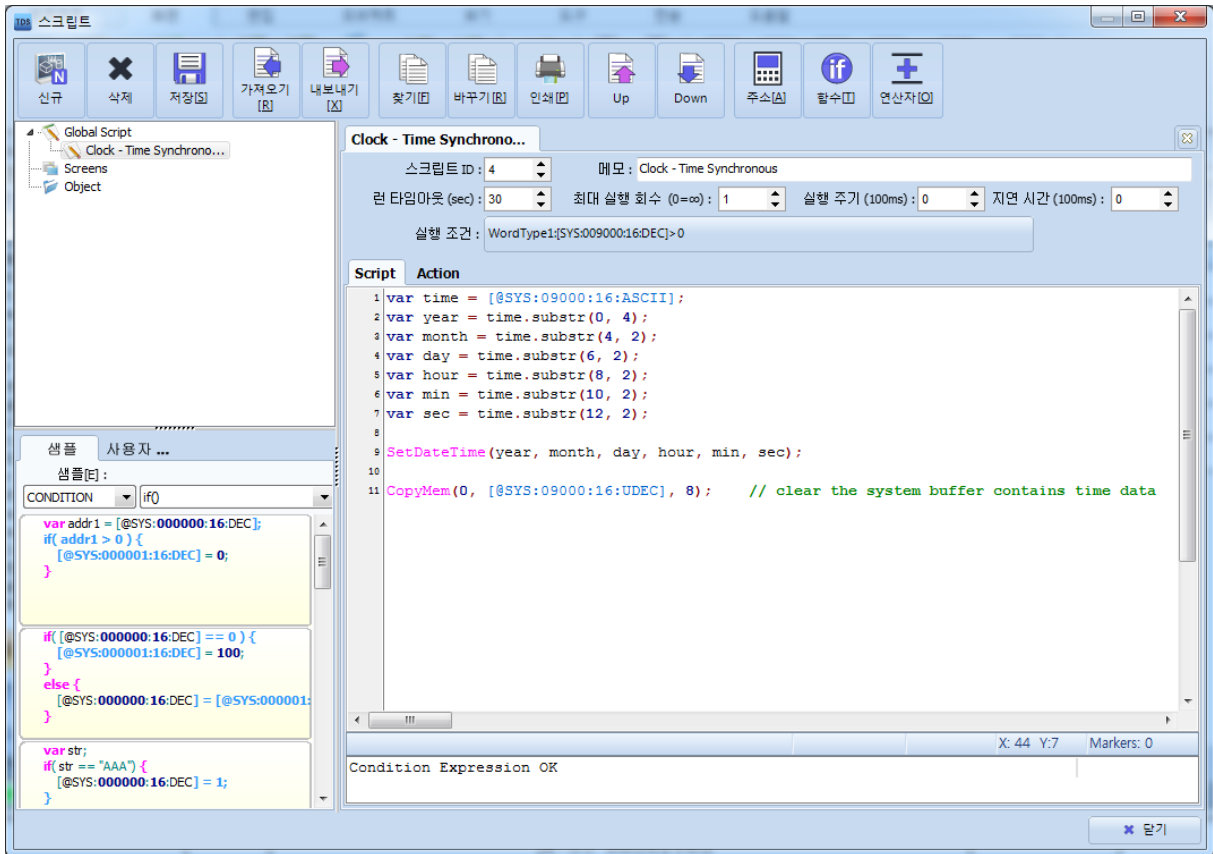 TDS 스크립트
신규
삭제
저장[S]
가져오기
[R]
내보내기
[X]
찾기[F]
바꾸기[R]
인쇄[P]
Up
Down
주소[A]
함수[T]
연산자[O]
Global Script
Clock - Time Synchrono...
Screens
Object
Clock - Time Synchrono...
스크립트 ID : 4
메모 : Clock - Time Synchronous
런 타임아웃 (sec) : 30
최대 실행 회수 (0=∞) : 1
실행 주기 (100ms) : 0
지연 시간 (100ms) : 0
실행 조건 : WordType1:[SYS:009000:16:DEC]>0
Script Action
1 var time = [@SYS:09000:16:ASCII];
2 var year = time.substr(0, 4);
3 var month = time.substr(4, 2);
4 var day = time.substr(6, 2);
5 var hour = time.substr(8, 2);
6 var min = time.substr(10, 2);
7 var sec = time.substr(12, 2);
8
9 SetDateTime(year, month, day, hour, min, sec);
10
11 CopyMem(0, [@SYS:09000:16:UDEC], 8); // clear the system buffer contains time data
X: 44 Y:7 Markers: 0
Condition Expression OK
샘플 사용자 ...
샘플[E] :
CONDITION if()
var addr1 = [@SYS:000000:16:DEC];
if( addr1 > 0 ) {
[@SYS:000001:16:DEC] = 0;
}
if( [@SYS:000000:16:DEC] == 0 ) {
[@SYS:000001:16:DEC] = 100;
}
else {
[@SYS:000000:16:DEC] = [@SYS:000001:
}
var str;
if( str == "AAA") {
[@SYS:000000:16:DEC] = 1;
}
닫기